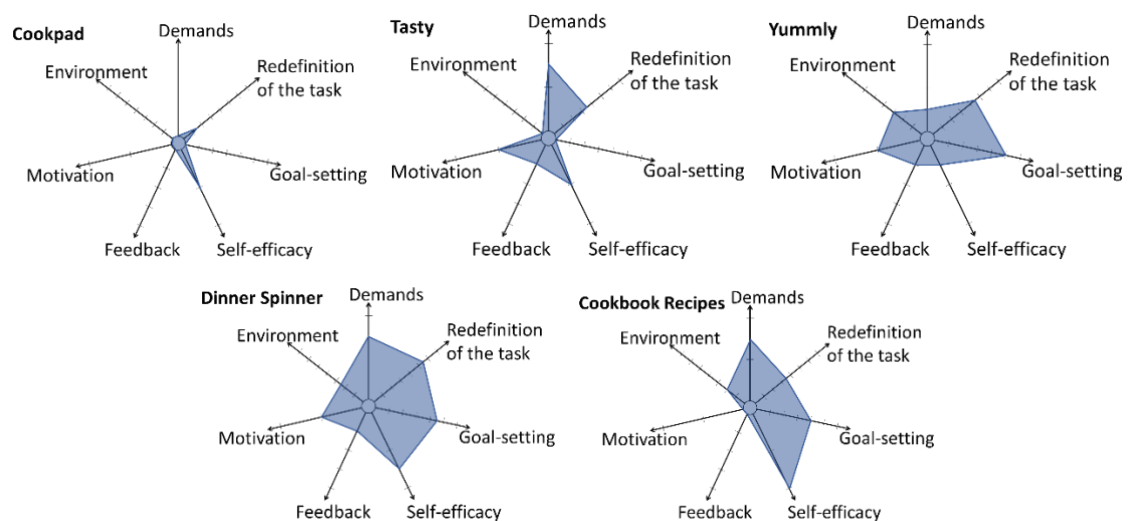 Cookpad
Demands
Environment
Redefinition
of the task
Motivation
Goal-setting
Feedback
Self-efficacy
Tasty
Demands
Environment
Redefinition
of the task
Motivation
Goal-setting
Feedback
Self-efficacy
Yummly
Demands
Environment
Redefinition
of the task
Motivation
Goal-setting
Feedback
Self-efficacy
Dinner Spinner
Demands
Environment
Redefinition
of the task
Motivation
Goal-setting
Feedback
Self-efficacy
Cookbook Recipes
Demands
Environment
Redefinition
of the task
Motivation
Goal-setting
Feedback
Self-efficacy